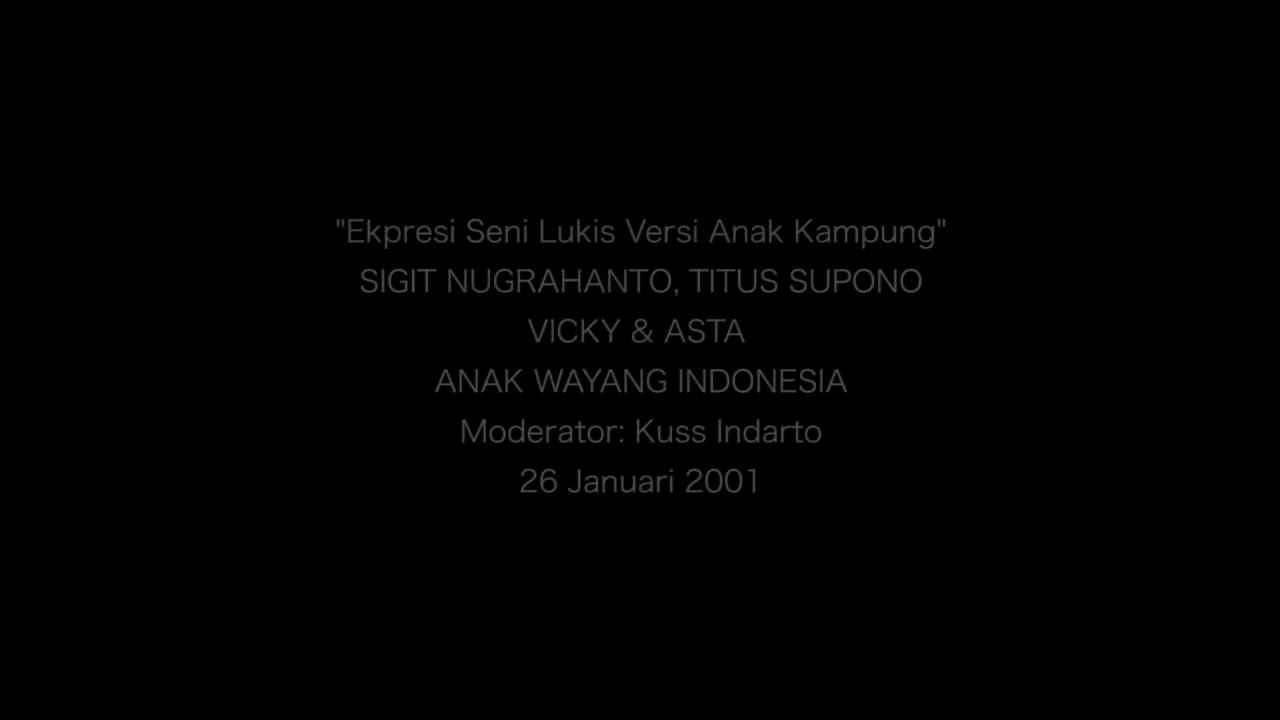 "Ekpresi Seni Lukis Versi Anak Kampung"
SIGIT NUGRAHANTO, TITUS SUPONO
VICKY & ASTA
ANAK WAYANG INDONESIA
Moderator: Kuss Indarto
26 Januari 2001